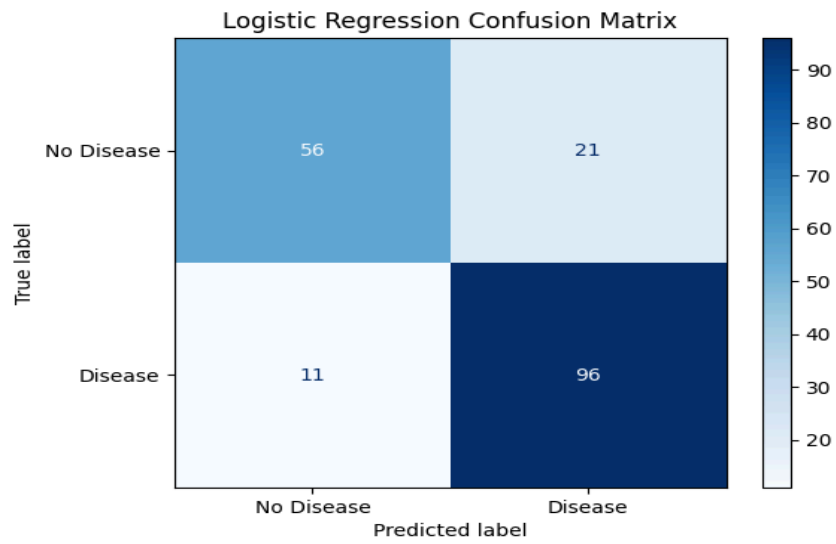 Logistic Regression Confusion Matrix
True label
No Disease
56
21
Disease
11
96
No Disease
Disease
Predicted label
90
80
70
60
50
40
30
20